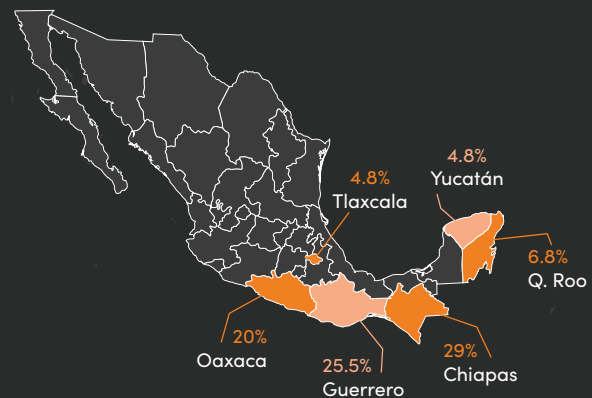 4.8%
Yucatán
4.8%
Tlaxcala
6.8%
Q. Roo
20%
Oaxaca
25.5%
Guerrero
29%
Chiapas